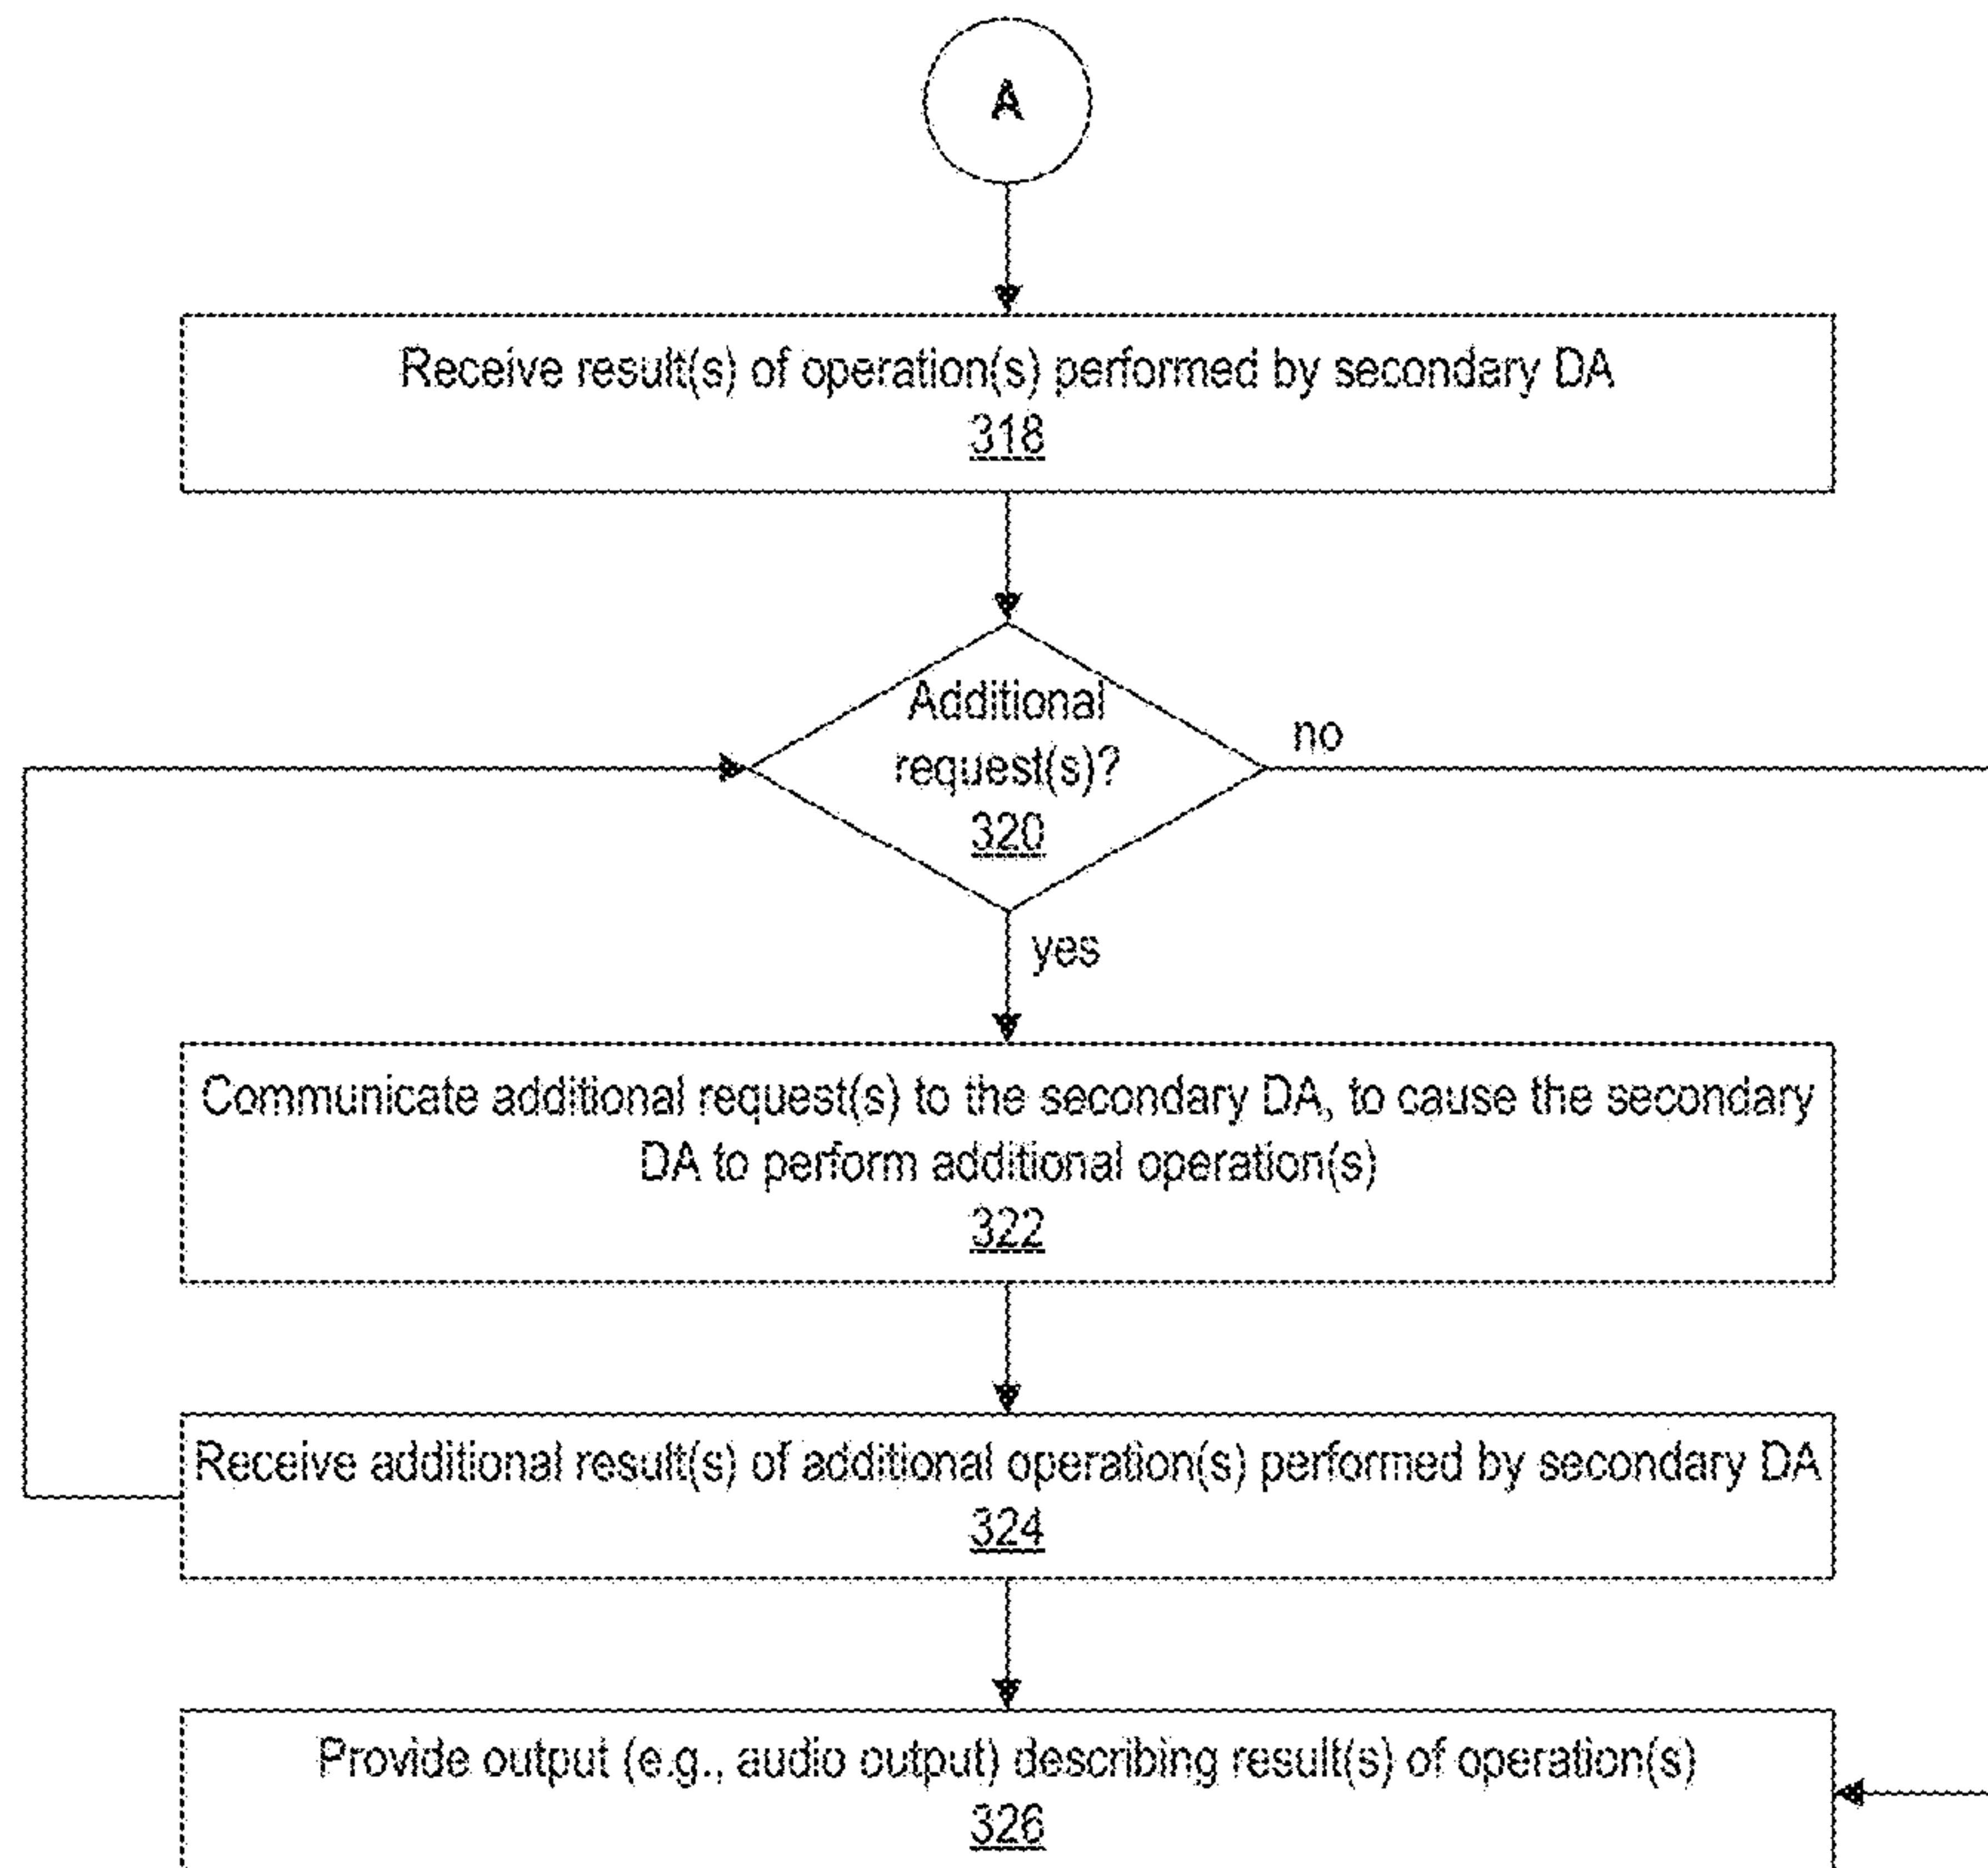 A
Receive result(s) of operation(s) performed by secondary DA
318
Additional
request(s)?
320
no
yes
Communicate additional request(s) to the secondary DA, to cause the secondary
DA to perform additional operation(s)
322
Receive additional result(s) of additional operation(s) performed by secondary DA
324
Provide output (e.g., audio output) describing result(s) of operation(s)
326